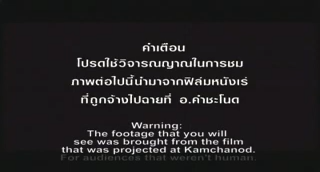 คำเตือน
โปรดใช้วิจารณญาณในการชม
ภาพต่อไปนี้นำมาจากฟิล์มหนังเร่
ที่ถูกจ้างไปฉายที่ อ.คำชะโนด
Warning:
The footage that you will
see was brought from the film
that was projected at Kamchanod.
For audiences that weren't human.